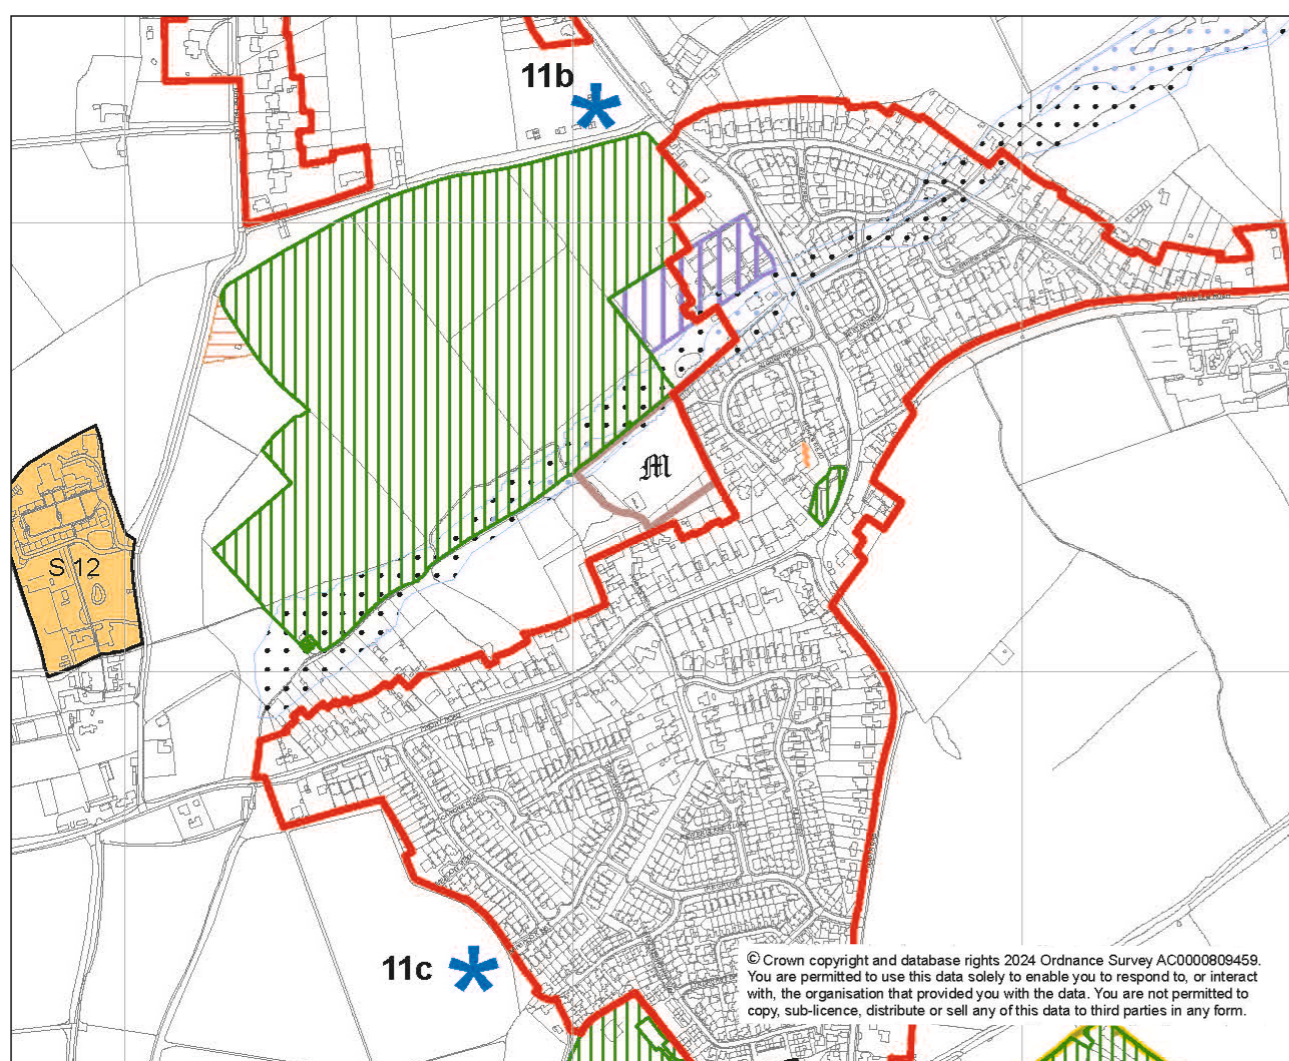 11b
M
S 12
11c
© Crown copyright and database rights 2024 Ordnance Survey AC0000809459.
You are permitted to use this data solely to enable you to respond to, or interact
with, the organisation that provided you with the data. You are not permitted to
copy, sub-licence, distribute or sell any of this data to third parties in any form.